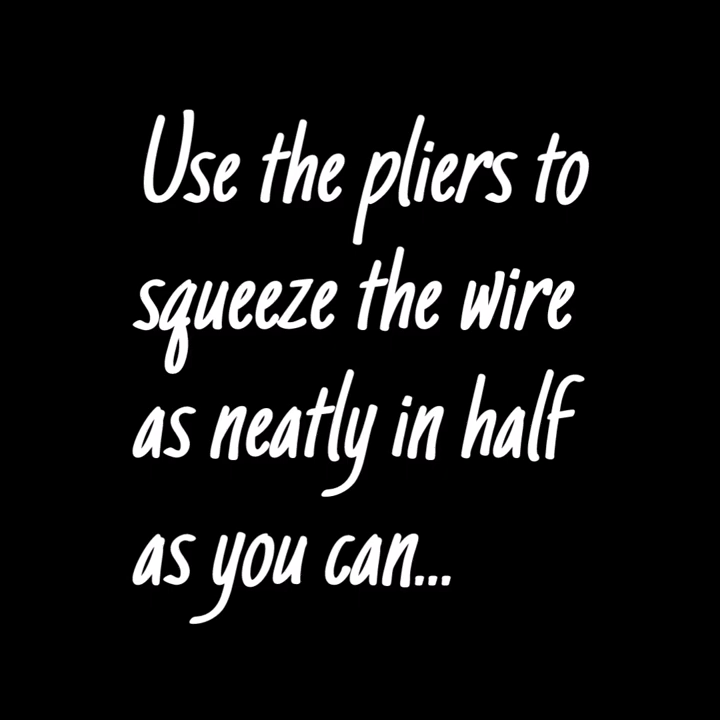 Use the pliers to
squeeze the wire
as neatly in half
as you can...